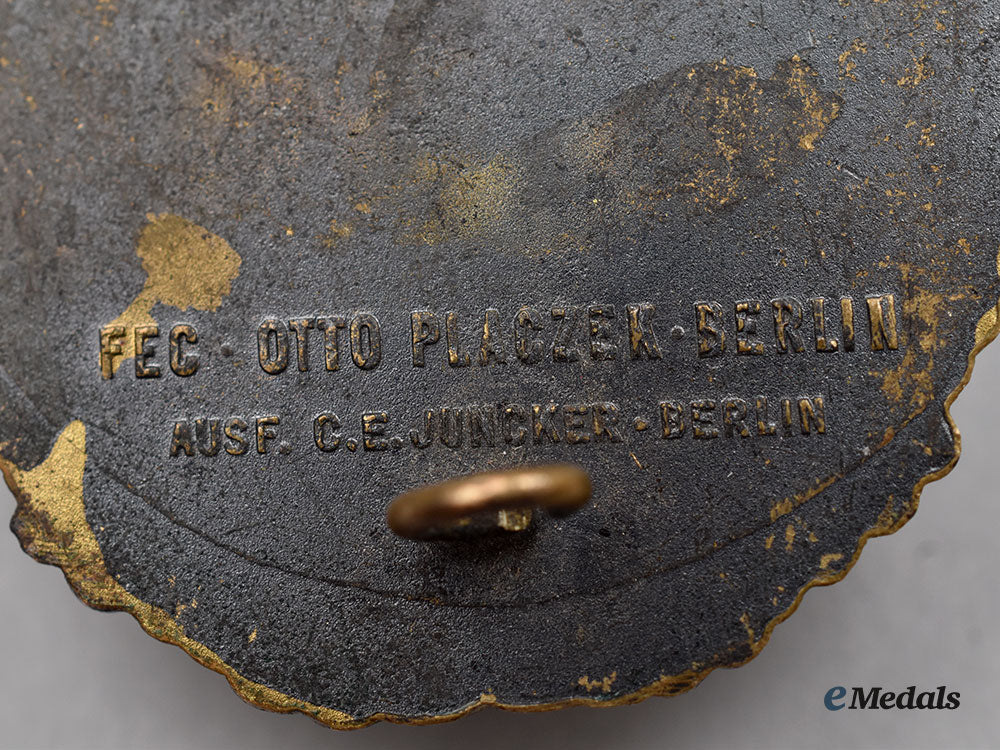 FEC · OTTO PLACZEK · BERLIN
AUSF. C.E. JUNCKER · BERLIN
eMedals